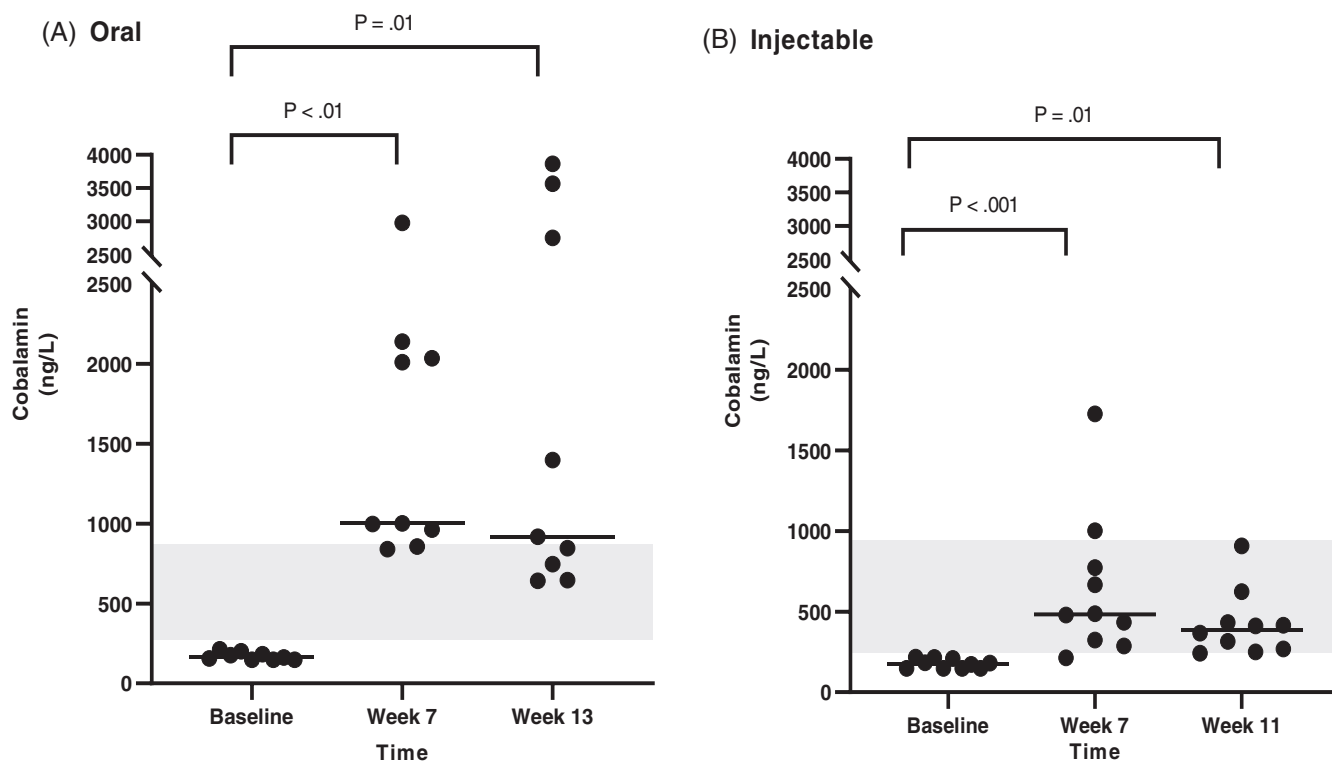 (A) Oral
P = .01
P < .01
4000
3500
3000
2500
2500
2000
1500
1000
500
0
Cobalamin
(ng/L)
Baseline
Week 7
Week 13
Time
(B) Injectable
P = .01
P < .001
4000
3500
3000
2500
2500
2000
1500
1000
500
0
Cobalamin
(ng/L)
Baseline
Week 7
Week 11
Time